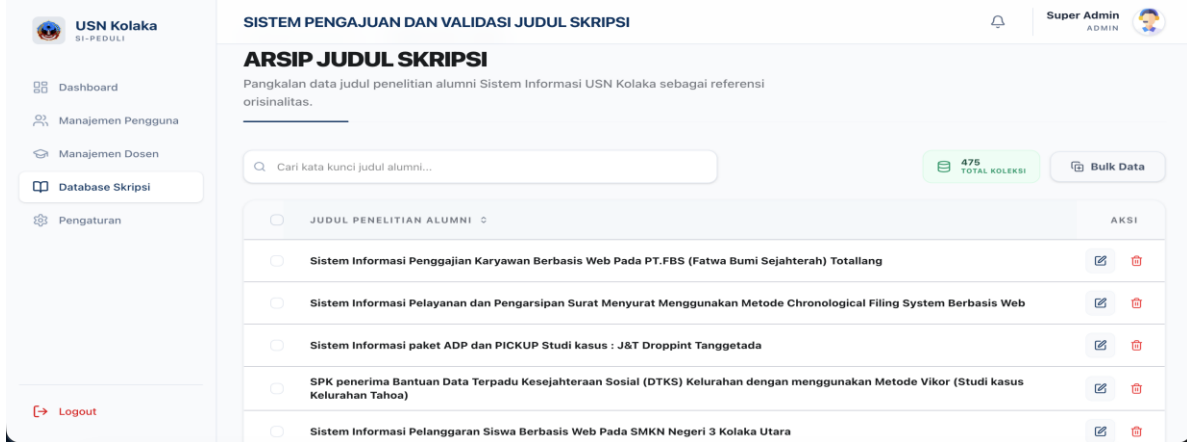 USN Kolaka
SI-PEDULI
Dashboard
Manajemen Pengguna
Manajemen Dosen
Database Skripsi
Pengaturan
Logout
SISTEM PENGAJUAN DAN VALIDASI JUDUL SKRIPSI
Super Admin
ADMIN
ARSIP JUDUL SKRIPSI
Pangkalan data judul penelitian alumni Sistem Informasi USN Kolaka sebagai referensi
orisinalitas.
Cari kata kunci judul alumni...
475
TOTAL KOLEKSI
Bulk Data
JUDUL PENELITIAN ALUMNI
AKSI
Sistem Informasi Penggajian Karyawan Berbasis Web Pada PT.FBS (Fatwa Bumi Sejahterah) Totallang
Sistem Informasi Pelayanan dan Pengarsipan Surat Menyurat Menggunakan Metode Chronological Filing System Berbasis Web
Sistem Informasi paket ADP dan PICKUP Studi kasus : J&T Droppint Tanggetada
SPK penerima Bantuan Data Terpadu Kesejahteraan Sosial (DTKS) Kelurahan dengan menggunakan Metode Vikor (Studi kasus
Kelurahan Tahoa)
Sistem Informasi Pelanggaran Siswa Berbasis Web Pada SMKN Negeri 3 Kolaka Utara